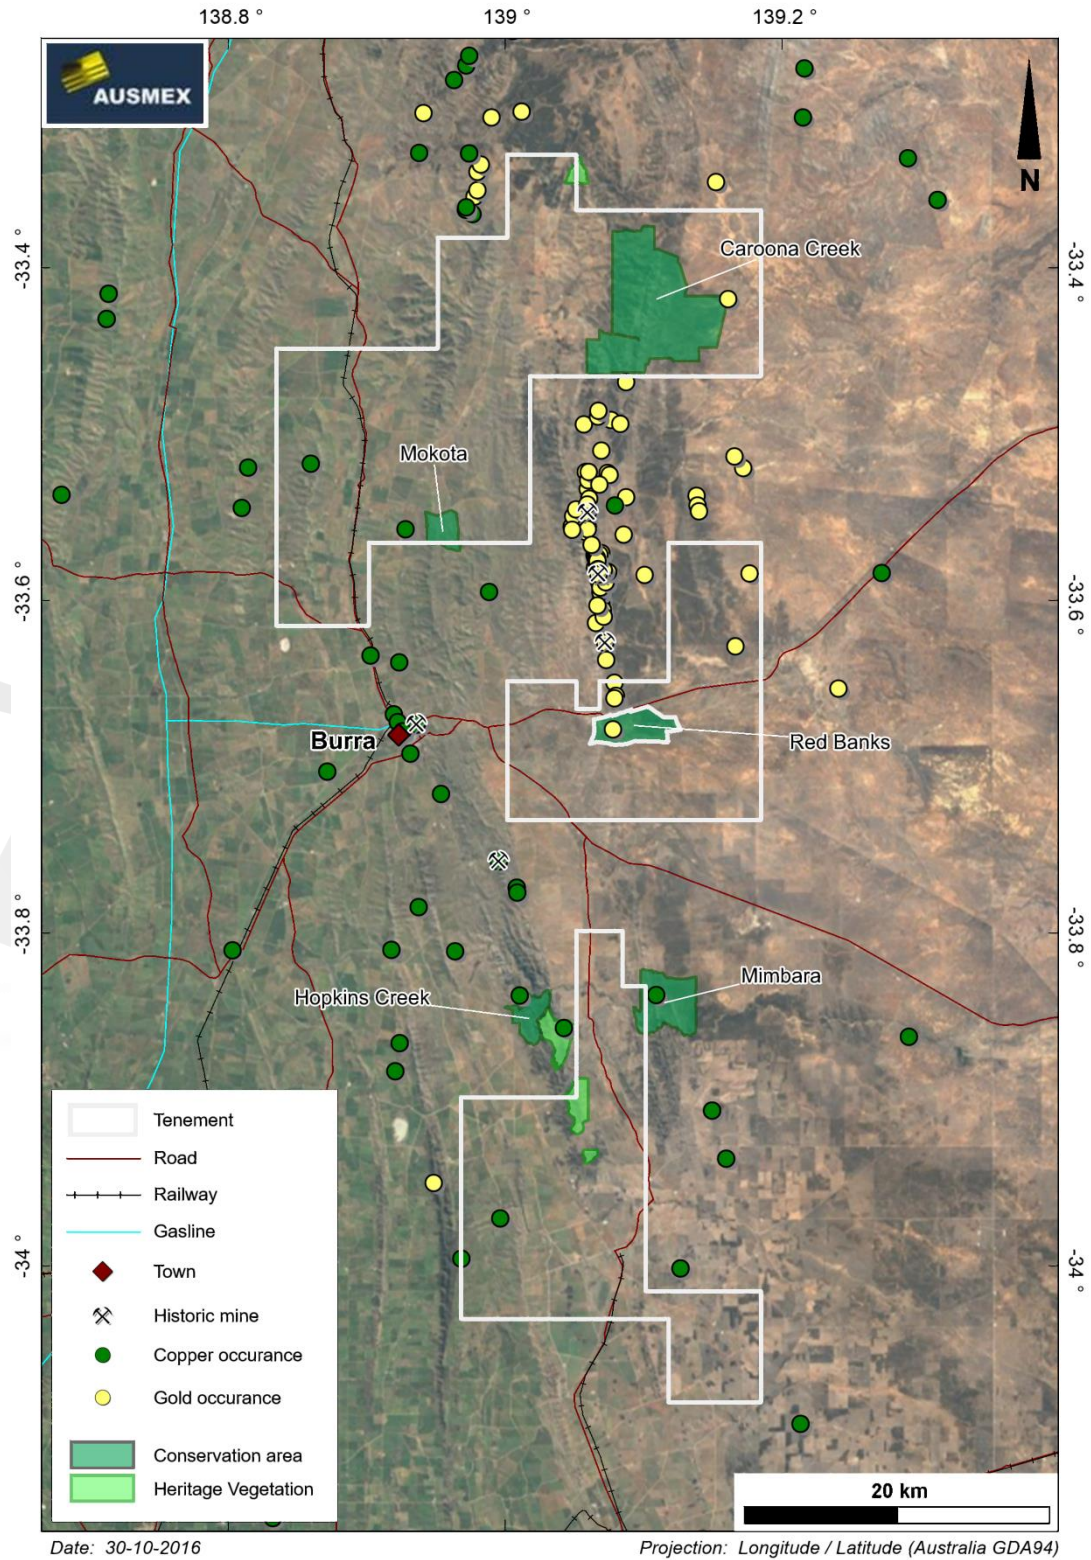 138.8 °
139 °
139.2 °
AUSMEX
N
-33.4 °
-33.4 °
Caroona Creek
Mokota
-33.6 °
-33.6 °
Burra
Red Banks
-33.8 °
-33.8 °
Mimbara
Hopkins Creek
Tenement
Road
Railway
Gasline
Town
Historic mine
Copper occurance
Gold occurance
Conservation area
Heritage Vegetation
-34 °
-34 °
20 km
Date: 30-10-2016
Projection: Longitude / Latitude (Australia GDA94)